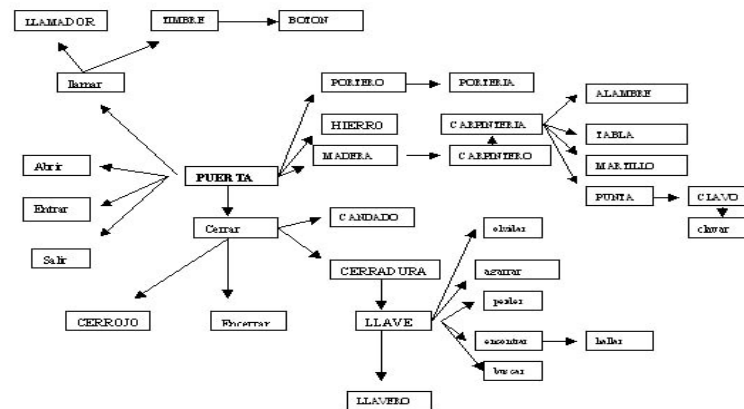 LLAMADOR
TIMBRE
BOTON
llamar
PORTERO
PORTERIA
ALAMBRE
HIERRO
CARPINTERIA
TABLA
MADERA
CARPINTERO
MARTILLO
Abrir
PUERTA
PUNTA
CLAVO
Entrar
CANDADO
olvidar
clavar
Cerrar
Salir
CERRADURA
agarrar
perder
CERROJO
Encerrar
LLAVE
encontrar
hallar
buscar
LLAVERO